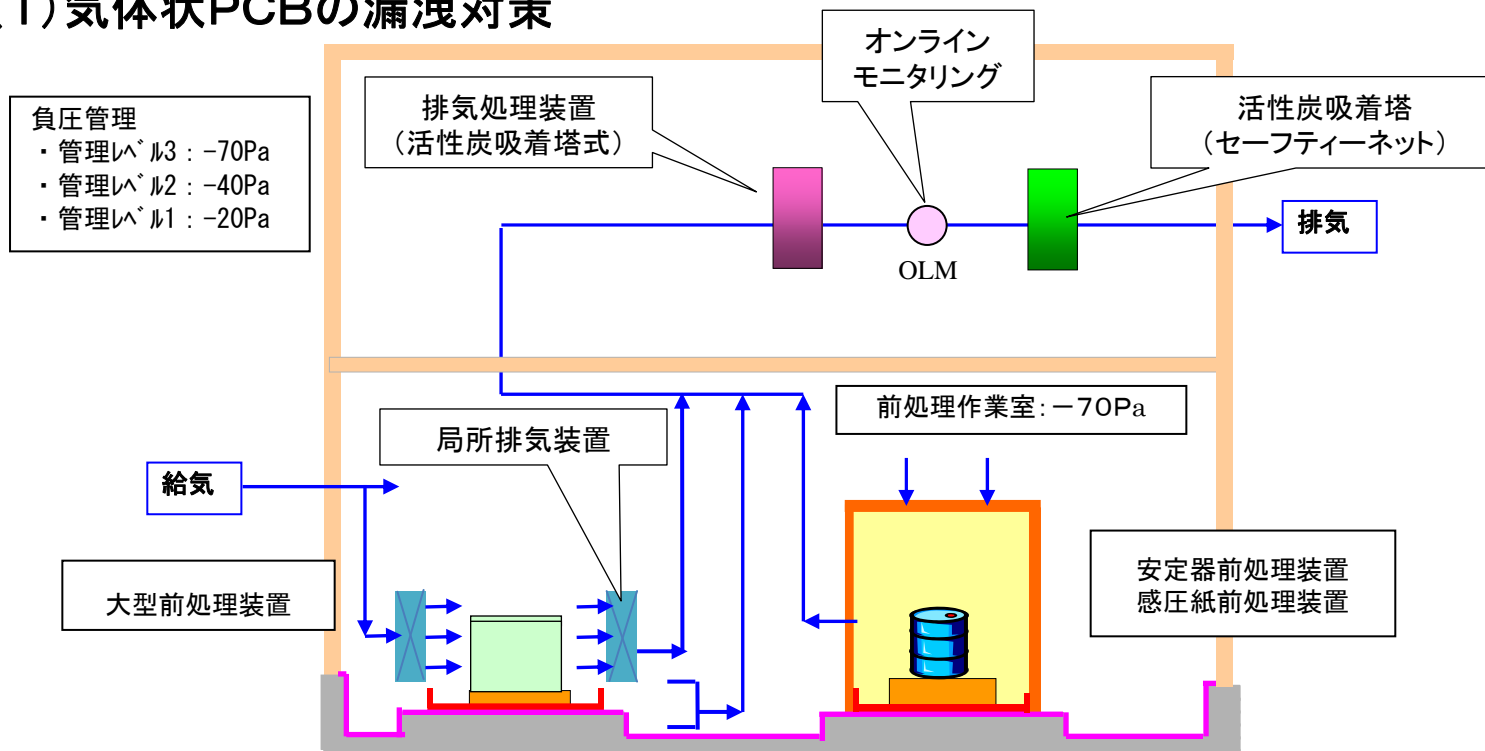 (1)気体状PCBの漏洩対策
オンライン
モニタリング
排気処理装置
(活性炭吸着塔式)
活性炭吸着塔
(セーフティーネット)
負圧管理
・管理レベル3：-70Pa
・管理レベル2：-40Pa
・管理レベル1：-20Pa
排気
OLM
前処理作業室：－70Pa
局所排気装置
給気
大型前処理装置
安定器前処理装置
感圧紙前処理装置